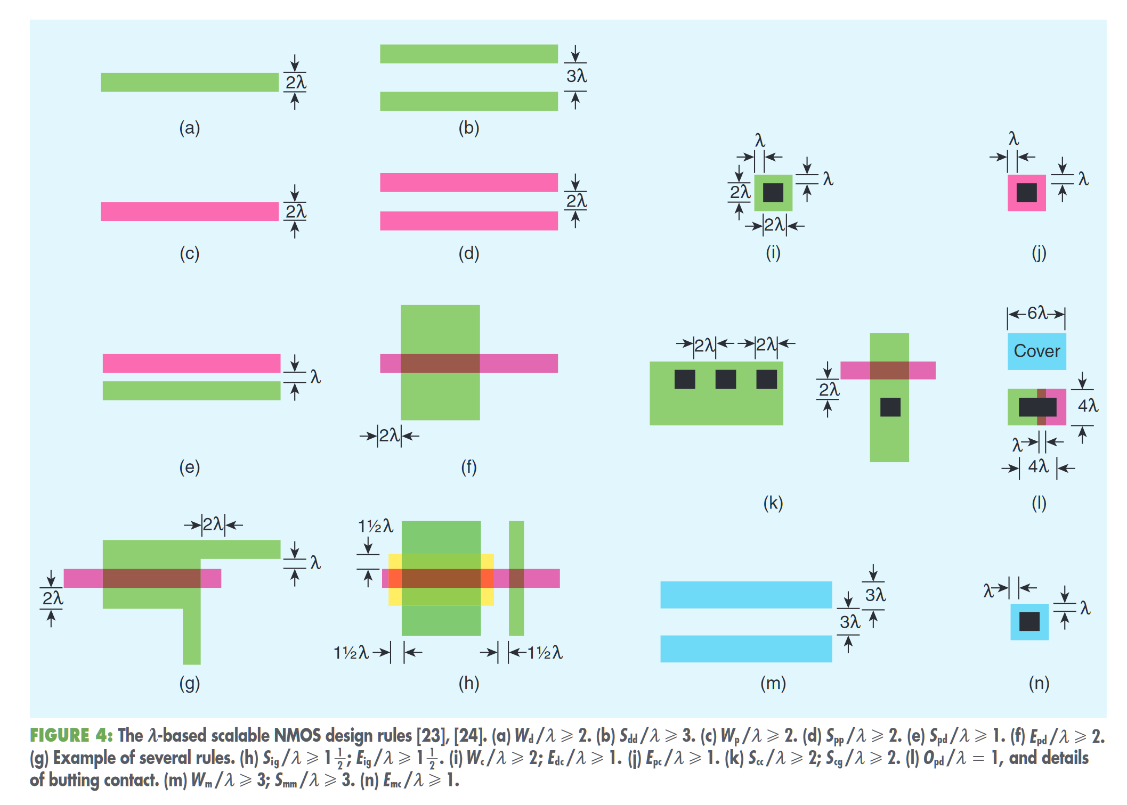 2λ
3λ
(a)
(b)
2λ
2λ
(c)
(d)
λ
2λ
λ
2λ
(i)
λ
λ
(j)
λ
2λ
(e)
(f)
2λ
2λ
2λ
(k)
6λ
Cover
4λ
λ
4λ
(l)
2λ
λ
2λ
(g)
1½λ
1½λ
1½λ
(h)
3λ
3λ
(m)
λ
λ
(n)
FIGURE 4: The λ-based scalable NMOS design rules [23], [24]. (a) Wd/λ ⩾ 2. (b) Sdd/λ ⩾ 3. (c) Wp/λ ⩾ 2. (d) Spp/λ ⩾ 2. (e) Spd/λ ⩾ 1. (f) Epd/λ ⩾ 2.
(g) Example of several rules. (h) Sig/λ ⩾ 1 1/2; Eig/λ ⩾ 1 1/2. (i) Wc/λ ⩾ 2; Edc/λ ⩾ 1. (j) Epc/λ ⩾ 1. (k) Scc/λ ⩾ 2; Scg/λ ⩾ 2. (l) Opd/λ = 1, and details
of butting contact. (m) Wm/λ ⩾ 3; Smm/λ ⩾ 3. (n) Emc/λ ⩾ 1.